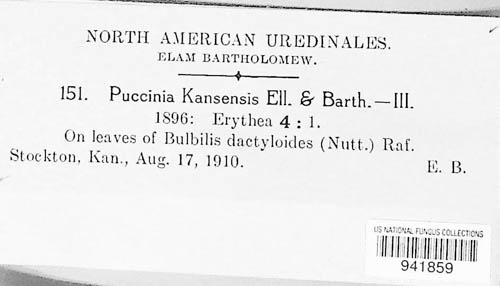 NORTH AMERICAN UREDINALES.
ELAM BARTHOLOMEW.
151. Puccinia Kansensis Ell. & Barth.—III.
1896: Erythea 4 : 1.
On leaves of Bulbilis dactyloides (Nutt.) Raf.
Stockton, Kan., Aug. 17, 1910. E. B.
US NATIONAL FUNGUS COLLECTIONS
941859